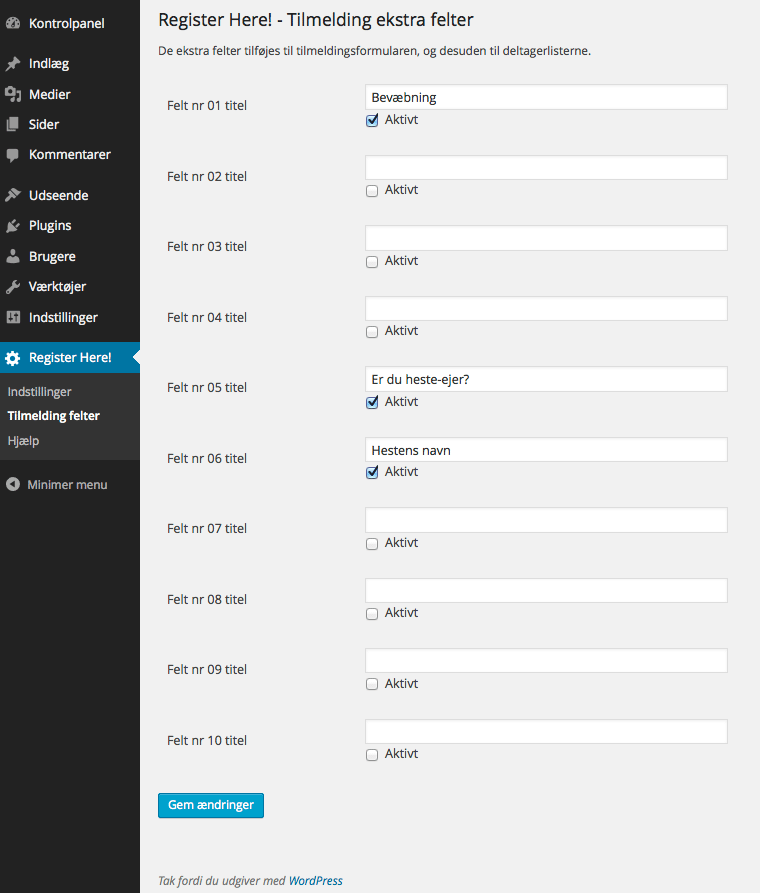 Kontrolpanel
Indlæg
Medier
Sider
Kommentarer
Udseende
Plugins
Brugere
Værktøjer
Indstillinger
Register Here!
Indstillinger
Tilmelding felter
Hjælp
Minimer menu
Register Here! - Tilmelding ekstra felter
De ekstra felter tilføjes til tilmeldingsformularen, og desuden til deltagerlisterne.
Felt nr 01 titel
Bevæbning
Aktivt
Felt nr 02 titel
Aktivt
Felt nr 03 titel
Aktivt
Felt nr 04 titel
Aktivt
Felt nr 05 titel
Er du heste-ejer?
Aktivt
Felt nr 06 titel
Hestens navn
Aktivt
Felt nr 07 titel
Aktivt
Felt nr 08 titel
Aktivt
Felt nr 09 titel
Aktivt
Felt nr 10 titel
Aktivt
Gem ændringer
Tak fordi du udgiver med WordPress